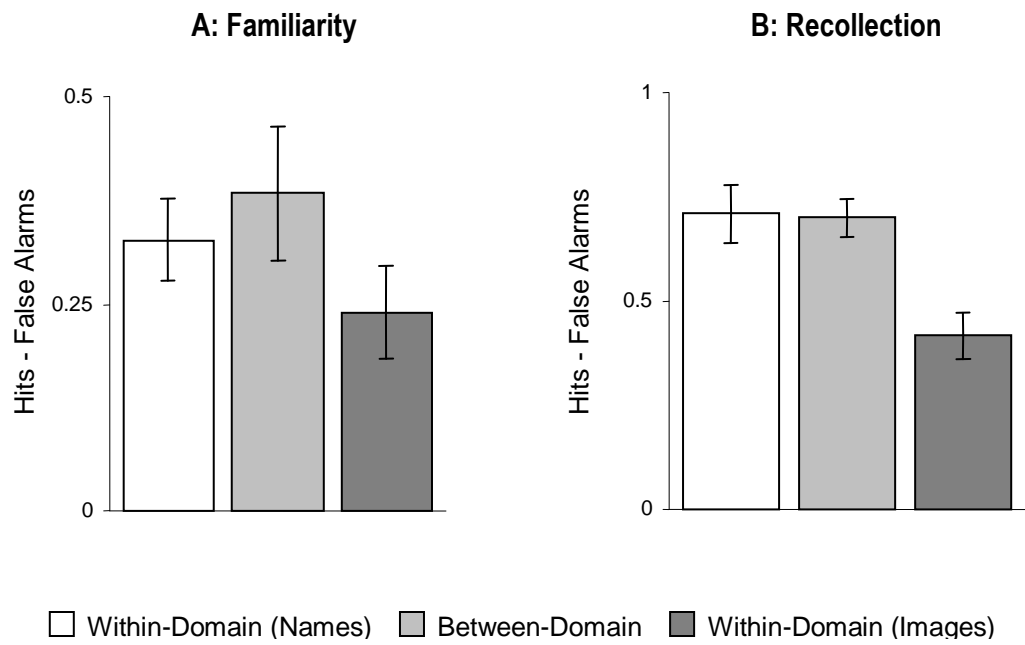 A: Familiarity
B: Recollection
0.5
0.25
0
Hits - False Alarms
1
0.5
0
Hits - False Alarms
Within-Domain (Names)
Between-Domain
Within-Domain (Images)